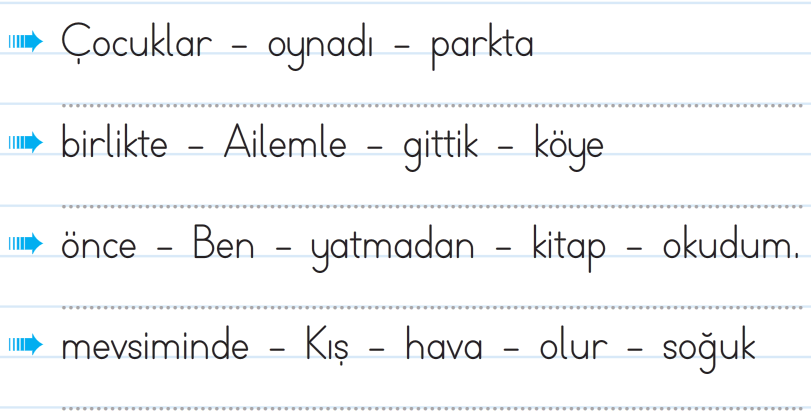 Çocuklar – oynadı – parkta
birlikte – Ailemle – gittik – köye
önce – Ben – yatmadan – kitap – okudum.
mevsiminde – Kış – hava – olur – soğuk